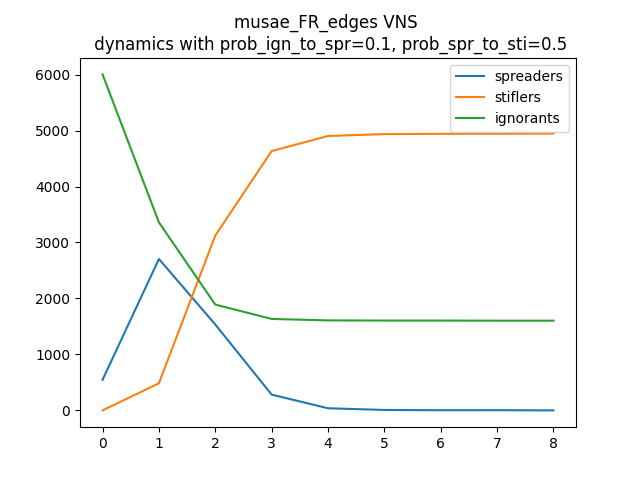 musae_FR_edges VNS
dynamics with prob_ign_to_spr=0.1, prob_spr_to_sti=0.5
spreaders
stiflers
ignorants
6000
5000
4000
3000
2000
1000
0
0 1 2 3 4 5 6 7 8